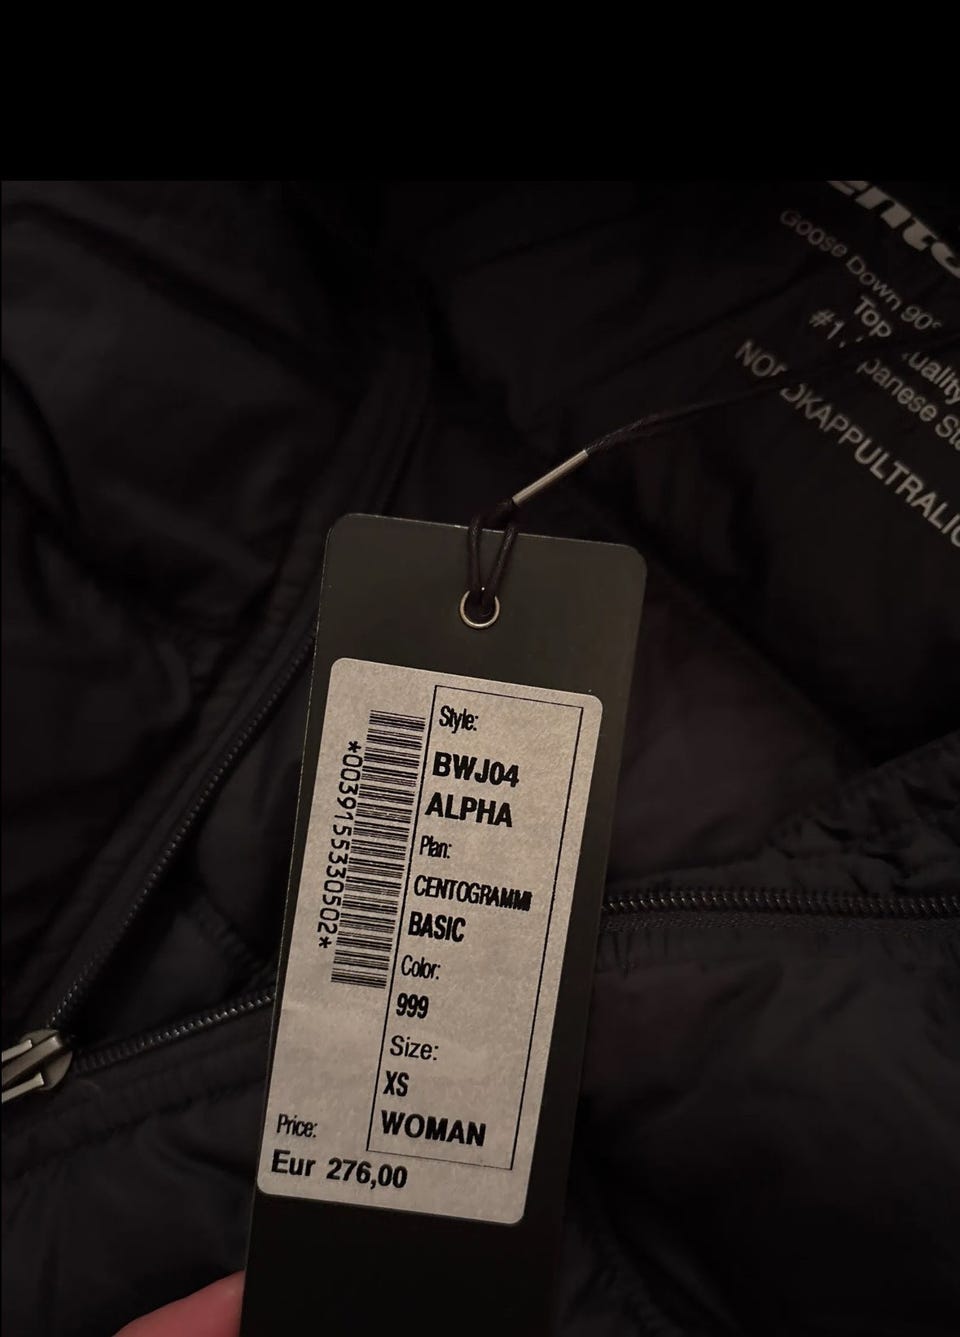 Goose Down
Top
#1
Style:
BWJ04
ALPHA
Plan:
CENTOGRAMMI
BASIC
Color:
999
Size:
XS
WOMAN
*003915533050​2*
Price:
Eur 276,00